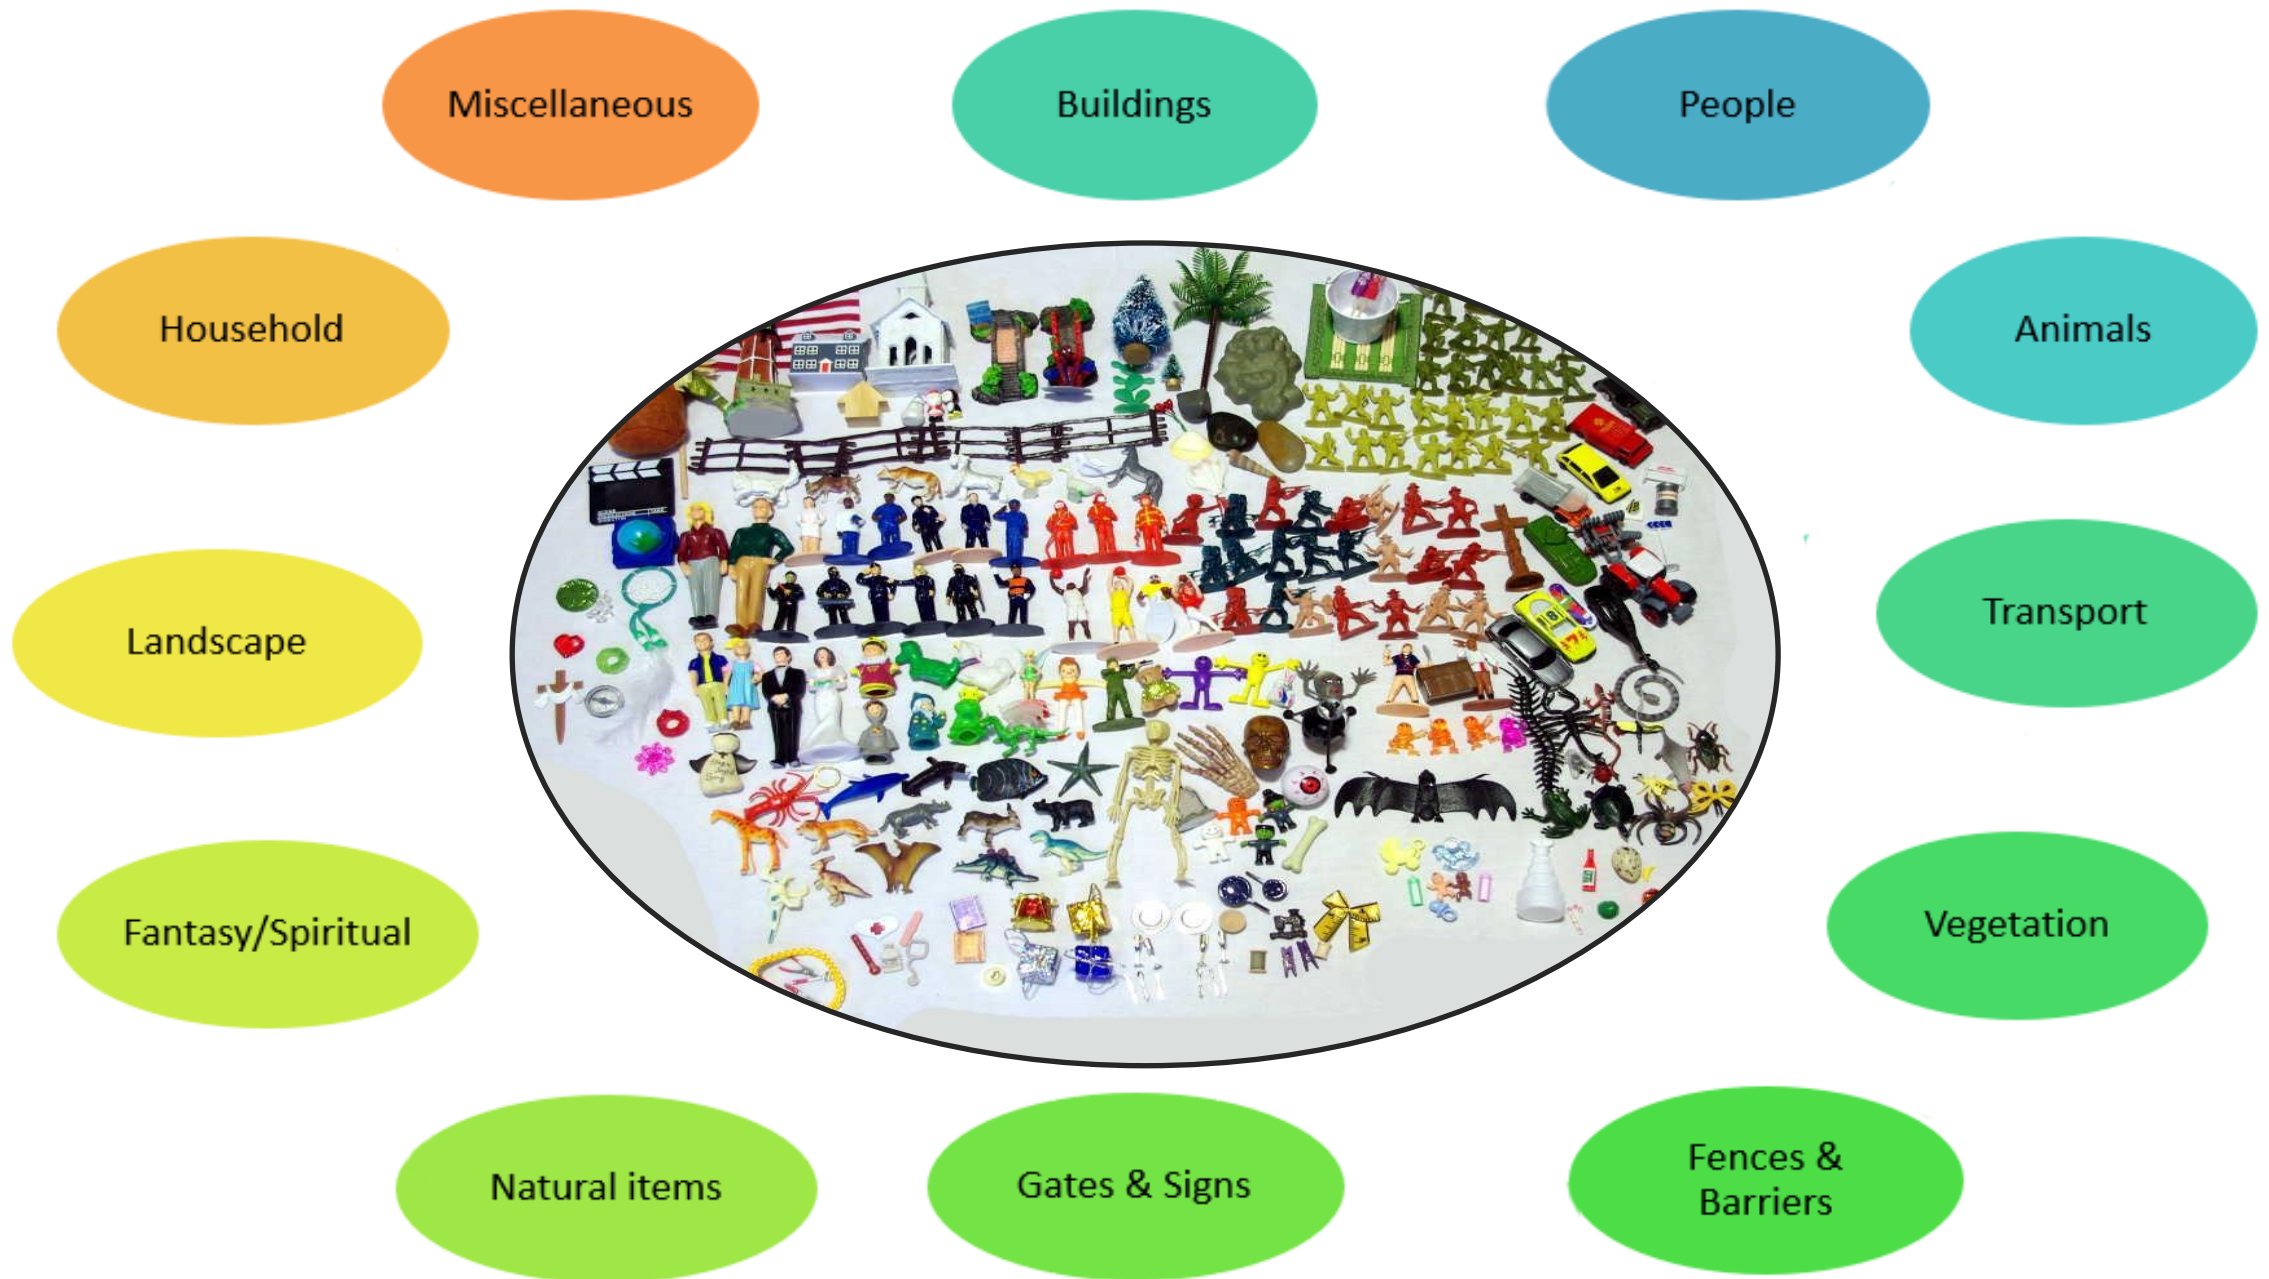 Miscellaneous
Buildings
People
Household
Animals
Landscape
Transport
Fantasy/Spiritual
Vegetation
Natural items
Gates & Signs
Fences &
Barriers